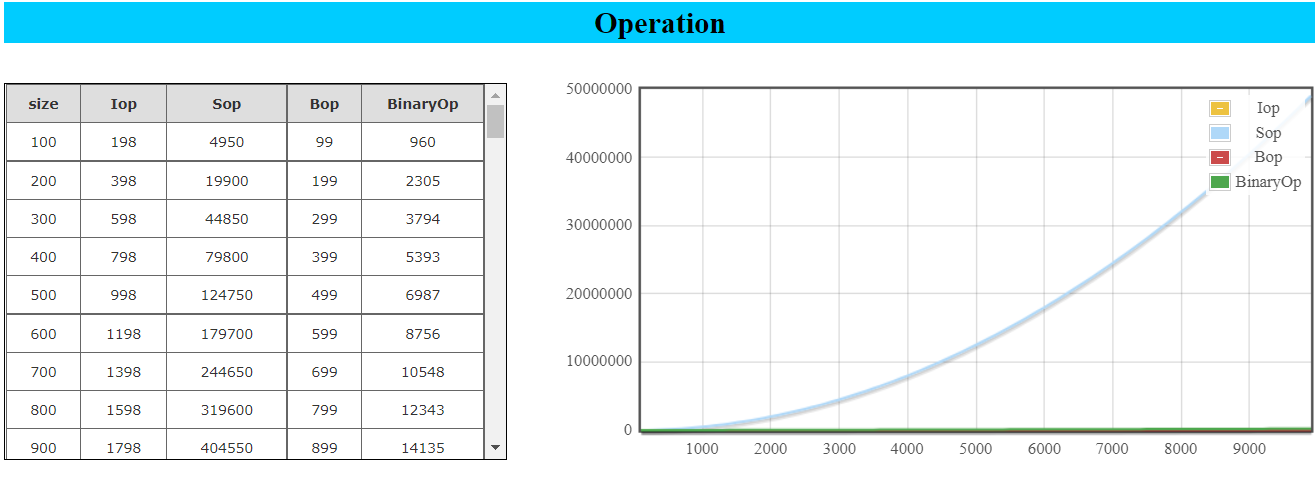 Operation
size Iop Sop Bop BinaryOp
100 198 4950 99 960
200 398 19900 199 2305
300 598 44850 299 3794
400 798 79800 399 5393
500 998 124750 499 6987
600 1198 179700 599 8756
700 1398 244650 699 10548
800 1598 319600 799 12343
900 1798 404550 899 14135
50000000
40000000
30000000
20000000
10000000
0
1000 2000 3000 4000 5000 6000 7000 8000 9000
Iop
Sop
Bop
BinaryOp